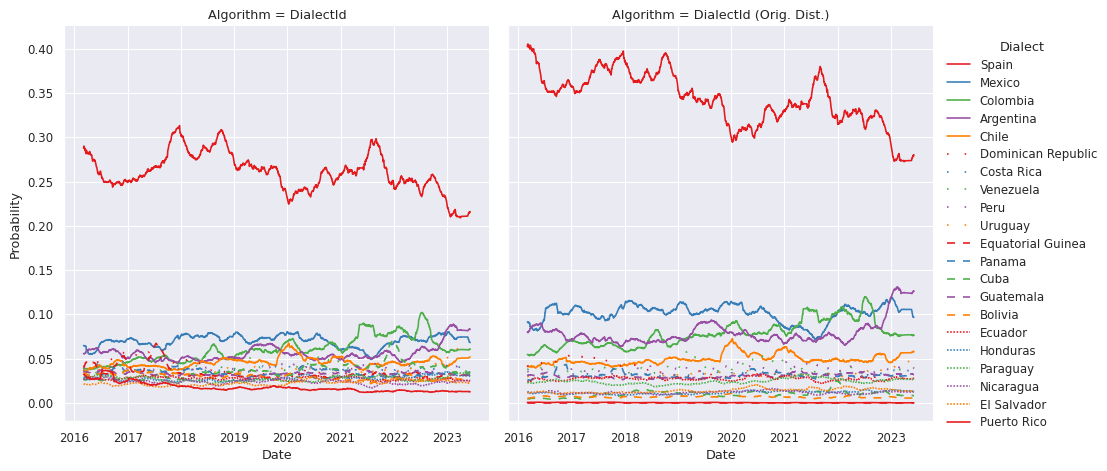 Algorithm = DialectId
Algorithm = DialectId (Orig. Dist.)
Probability
0.40
0.35
0.30
0.25
0.20
0.15
0.10
0.05
0.00
2016 2017 2018 2019 2020 2021 2022 2023
Date
2016 2017 2018 2019 2020 2021 2022 2023
Date
Dialect
Spain
Mexico
Colombia
Argentina
Chile
Dominican Republic
Costa Rica
Venezuela
Peru
Uruguay
Equatorial Guinea
Panama
Cuba
Guatemala
Bolivia
Ecuador
Honduras
Paraguay
Nicaragua
El Salvador
Puerto Rico